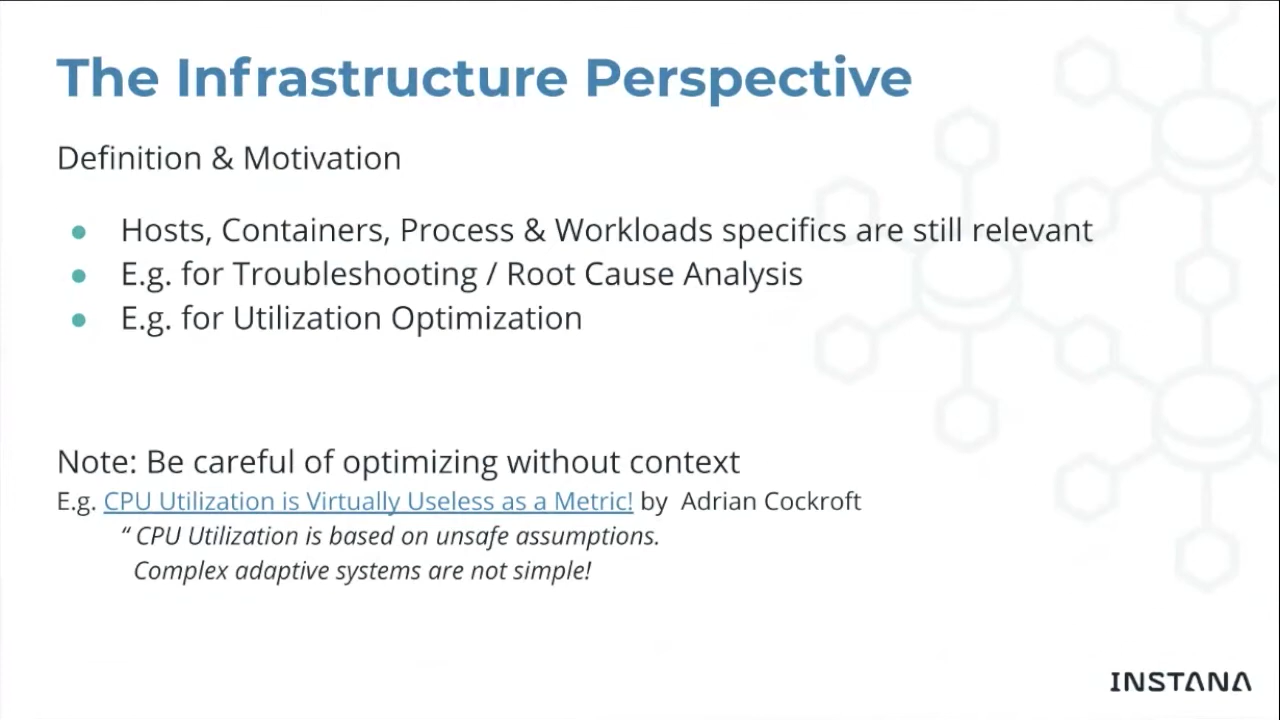 The Infrastructure Perspective
Definition & Motivation
● Hosts, Containers, Process & Workloads specifics are still relevant
● E.g. for Troubleshooting / Root Cause Analysis
● E.g. for Utilization Optimization
Note: Be careful of optimizing without context
E.g. CPU Utilization is Virtually Useless as a Metric! by Adrian Cockroft
“ CPU Utilization is based on unsafe assumptions.
Complex adaptive systems are not simple!
INSTANA